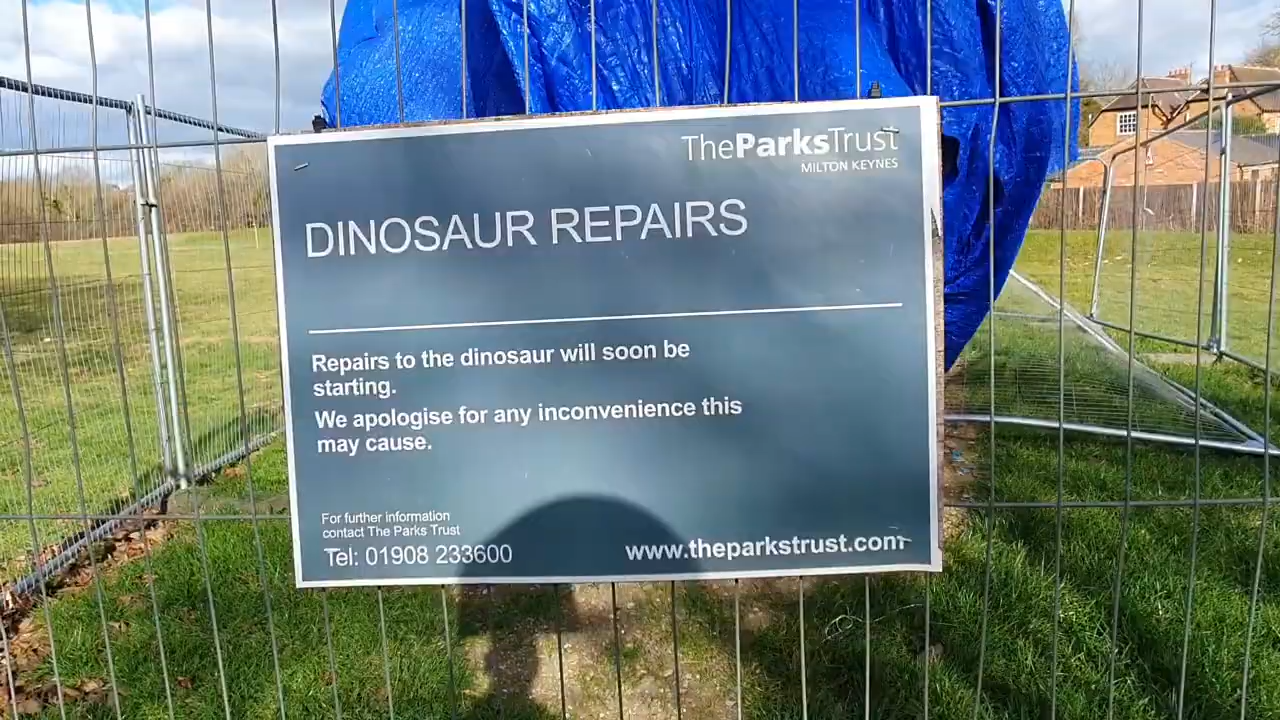 TheParksTrust
MILTON KEYNES
DINOSAUR REPAIRS
Repairs to the dinosaur will soon be
starting.
We apologise for any inconvenience this
may cause.
For further information
contact The Parks Trust
Tel: 01908 233600
www.theparkstrust.com